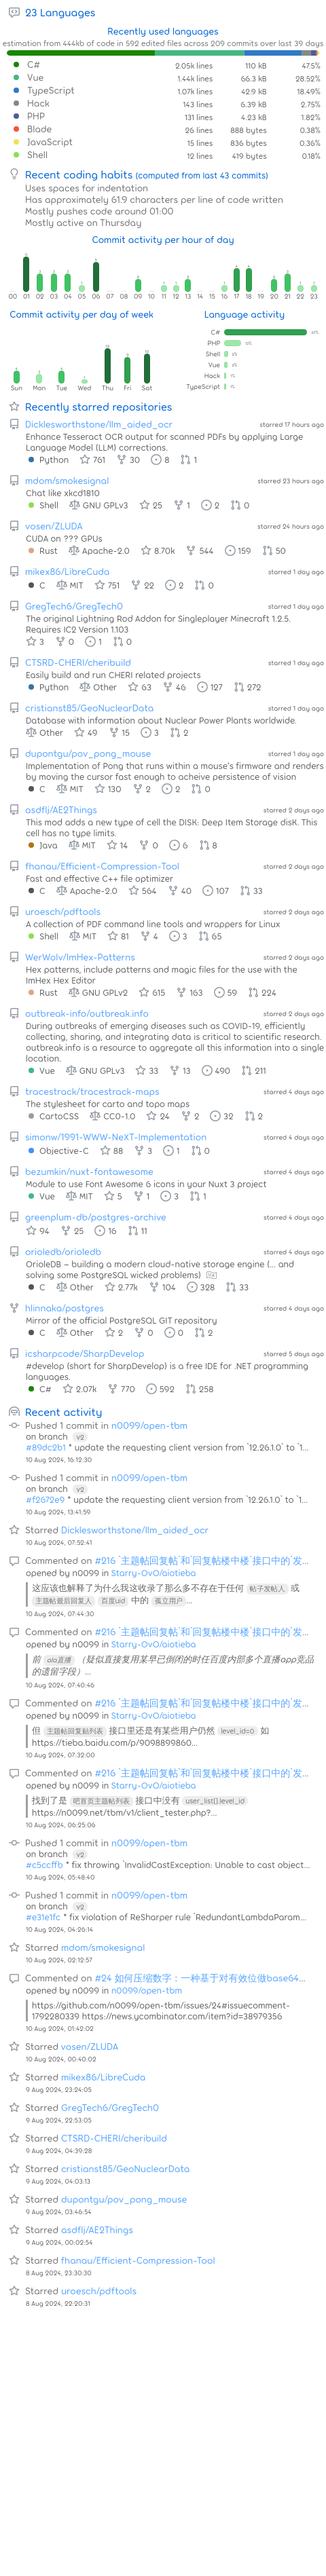 23 Languages
Recently used languages
estimation from 444kb of code in 592 edited files across 209 commits over last 39 days
C# 2.05k lines 110 kB 47.5%
Vue 1.44k lines 66.3 kB 28.52%
TypeScript 1.07k lines 42.9 kB 18.49%
Hack 143 lines 6.39 kB 2.75%
PHP 131 lines 4.23 kB 1.82%
Blade 26 lines 888 bytes 0.38%
JavaScript 15 lines 836 bytes 0.36%
Shell 12 lines 419 bytes 0.18%
Recent coding habits (computed from last 43 commits)
Uses spaces for indentation
Has approximately 61.9 characters per line of code written
Mostly pushes code around 01:00
Mostly active on Thursday
Commit activity per hour of day
00 01 02 03 04 05 06 07 08 09 10 11 12 13 14 15 16 17 18 19 20 21 22 23
Commit activity per day of week
Sun Mon Tue Wed Thu Fri Sat
Language activity
C#
PHP
Shell
Vue
Hack
TypeScript
Recently starred repositories
Dicklesworthstone/llm_aided_ocr starred 17 hours ago
Enhance Tesseract OCR output for scanned PDFs by applying Large
Language Model (LLM) corrections.
Python 761 30 8 1
mdom/smokesignal starred 23 hours ago
Chat like xkcd1810
Shell GNU GPLv3 25 1 2 0
vosen/ZLUDA starred 24 hours ago
CUDA on ??? GPUs
Rust Apache-2.0 8.70k 544 159 50
mikex86/LibreCuda starred 1 day ago
C MIT 751 22 2 0
GregTech6/GregTech0 starred 1 day ago
The original Lightning Rod Addon for Singleplayer Minecraft 1.2.5.
Requires IC2 Version 1.103
3 0 1 0
CTSRD-CHERI/cheribuild starred 1 day ago
Easily build and run CHERI related projects
Python Other 63 46 127 272
cristianst85/GeoNuclearData starred 1 day ago
Database with information about Nuclear Power Plants worldwide.
Other 49 15 3 2
dupontgu/pov_pong_mouse starred 1 day ago
Implementation of Pong that runs within a mouse's firmware and renders
by moving the cursor fast enough to acheive persistence of vision
C MIT 130 2 2 0
asdflj/AE2Things starred 2 days ago
This mod adds a new type of cell the DISK: Deep Item Storage disK. This
cell has no type limits.
Java MIT 14 0 6 8
fhanau/Efficient-Compression-Tool starred 2 days ago
Fast and effective C++ file optimizer
C Apache-2.0 564 40 107 33
uroesch/pdftools starred 2 days ago
A collection of PDF command line tools and wrappers for Linux
Shell MIT 81 4 3 65
WerWolv/ImHex-Patterns starred 2 days ago
Hex patterns, include patterns and magic files for the use with the
ImHex Hex Editor
Rust GNU GPLv2 615 163 59 224
outbreak-info/outbreak.info starred 2 days ago
During outbreaks of emerging diseases such as COVID-19, efficiently
collecting, sharing, and integrating data is critical to scientific research.
outbreak.info is a resource to aggregate all this information into a single
location.
Vue GNU GPLv3 33 13 490 211
tracestrack/tracestrack-maps starred 4 days ago
The stylesheet for carto and topo maps
CartoCSS CC0-1.0 24 2 32 2
simonw/1991-WWW-NeXT-Implementation starred 4 days ago
Objective-C 88 3 1 0
bezumkin/nuxt-fontawesome starred 4 days ago
Module to use Font Awesome 6 icons in your Nuxt 3 project
Vue MIT 5 1 3 1
greenplum-db/postgres-archive starred 4 days ago
94 25 16 11
orioledb/orioledb starred 4 days ago
OrioleDB – building a modern cloud-native storage engine (... and
solving some PostgreSQL wicked problems)
C Other 2.77k 104 328 33
hlinnaka/postgres starred 4 days ago
Mirror of the official PostgreSQL GIT repository
C Other 2 0 0 2
icsharpcode/SharpDevelop starred 5 days ago
#develop (short for SharpDevelop) is a free IDE for .NET programming
languages.
C# 2.07k 770 592 258
Recent activity
Pushed 1 commit in n0099/open-tbm
on branch v2
#89dc2b1 * update the requesting client version from `12.26.1.0` to `1...
10 Aug 2024, 16:12:30
Pushed 1 commit in n0099/open-tbm
on branch v2
#f2672e9 * update the requesting client version from `12.26.1.0` to `1...
10 Aug 2024, 13:41:59
Starred Dicklesworthstone/llm_aided_ocr
10 Aug 2024, 07:52:41
Commented on #216 `主题帖回复帖`和`回复帖楼中楼`接口中的`发...
opened by n0099 in Starry-OvO/aiotieba
这应该也解释了为什么我这收录了那么多不存在于任何 帖子发帖人 或
主题帖最后回复人 百度uid 中的 孤立用户...
10 Aug 2024, 07:44:30
Commented on #216 `主题帖回复帖`和`回复帖楼中楼`接口中的`发...
opened by n0099 in Starry-OvO/aiotieba
前 ala直播 （疑似直接复用某早已倒闭的时任百度内部多个直播app竞品
的遗留字段）...
10 Aug 2024, 07:40:46
Commented on #216 `主题帖回复帖`和`回复帖楼中楼`接口中的`发...
opened by n0099 in Starry-OvO/aiotieba
但 主题帖回复贴列表 接口里还是有某些用户仍然 level_id=0 如
https://tieba.baidu.com/p/9098899860...
10 Aug 2024, 07:32:00
Commented on #216 `主题帖回复帖`和`回复帖楼中楼`接口中的`发...
opened by n0099 in Starry-OvO/aiotieba
找到了是 吧首页主题帖列表 接口中没有 user_list[].level_id
https://n0099.net/tbm/v1/client_tester.php?...
10 Aug 2024, 06:25:06
Pushed 1 commit in n0099/open-tbm
on branch v2
#c5ccffb * fix throwing `InvalidCastException: Unable to cast object...
10 Aug 2024, 05:48:40
Pushed 1 commit in n0099/open-tbm
on branch v2
#e31e1fc * fix violation of ReSharper rule `RedundantLambdaParam...
10 Aug 2024, 04:26:14
Starred mdom/smokesignal
10 Aug 2024, 02:12:57
Commented on #24 如何压缩数字：一种基于对有效位做base64...
opened by n0099 in n0099/open-tbm
https://github.com/n0099/open-tbm/issues/24#issuecomment-
1792280339 https://news.ycombinator.com/item?id=38979356
10 Aug 2024, 01:42:02
Starred vosen/ZLUDA
10 Aug 2024, 00:40:02
Starred mikex86/LibreCuda
9 Aug 2024, 23:24:05
Starred GregTech6/GregTech0
9 Aug 2024, 22:53:05
Starred CTSRD-CHERI/cheribuild
9 Aug 2024, 04:39:28
Starred cristianst85/GeoNuclearData
9 Aug 2024, 04:03:13
Starred dupontgu/pov_pong_mouse
9 Aug 2024, 03:46:54
Starred asdflj/AE2Things
9 Aug 2024, 00:02:54
Starred fhanau/Efficient-Compression-Tool
8 Aug 2024, 23:30:30
Starred uroesch/pdftools
8 Aug 2024, 22:20:31